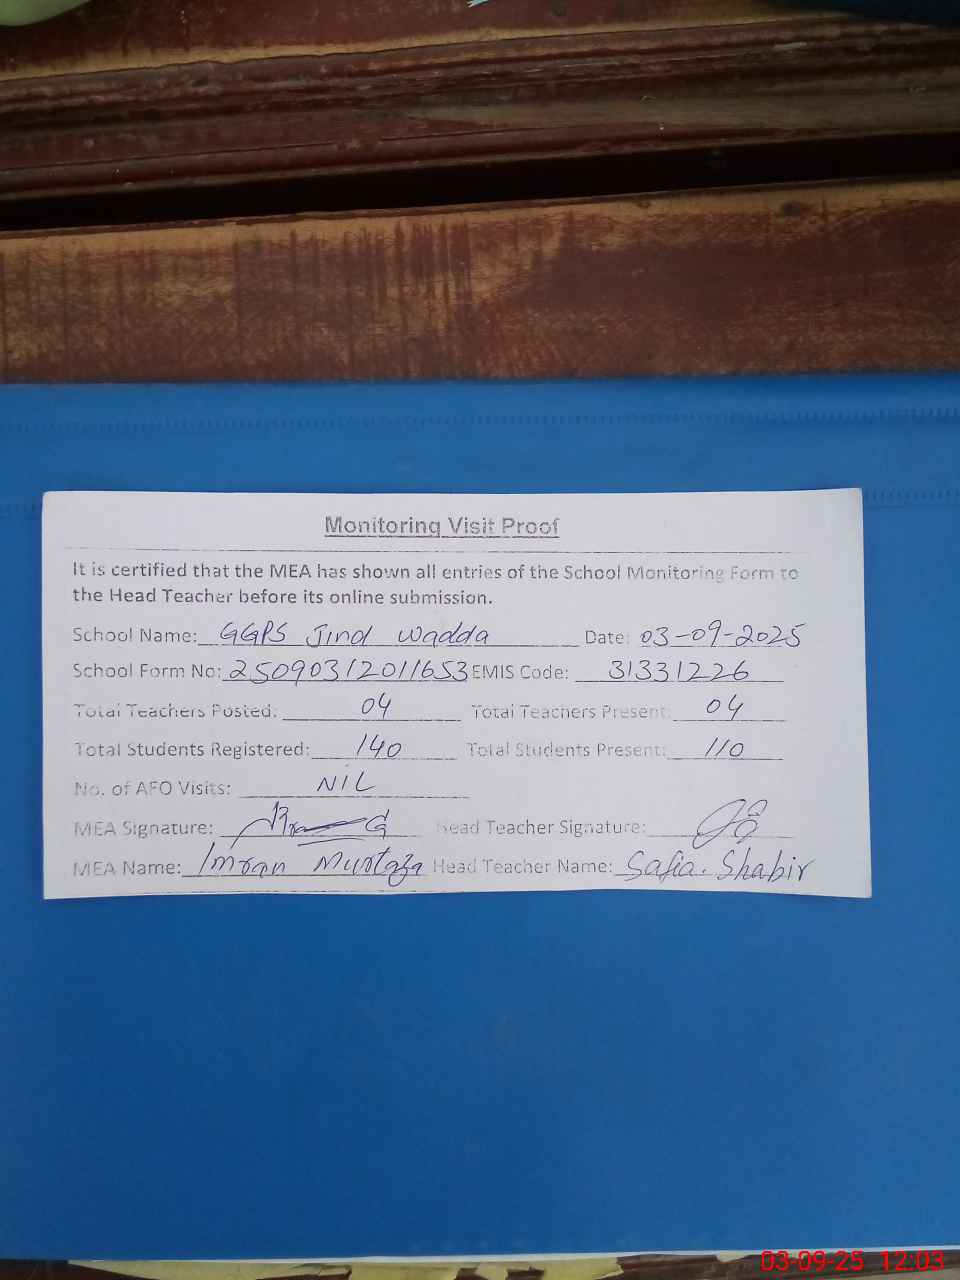 Monitoring Visit Proof
It is certified that the MEA has shown all entries of the School Monitoring Form to
the Head Teacher before its online submission.
School Name: GGPS Jind Wadda Date: 03-09-2025
School Form No: 25090312011653 EMIS Code: 31331226
Total Teachers Posted: 04 Total Teachers Present: 04
Total Students Registered: 140 Total Students Present: 110
No. of AFO Visits: NIL
MEA Signature: Head Teacher Signature:
MEA Name: Imran Murtaza Head Teacher Name: Safia Shabir
03-09-25 12:03